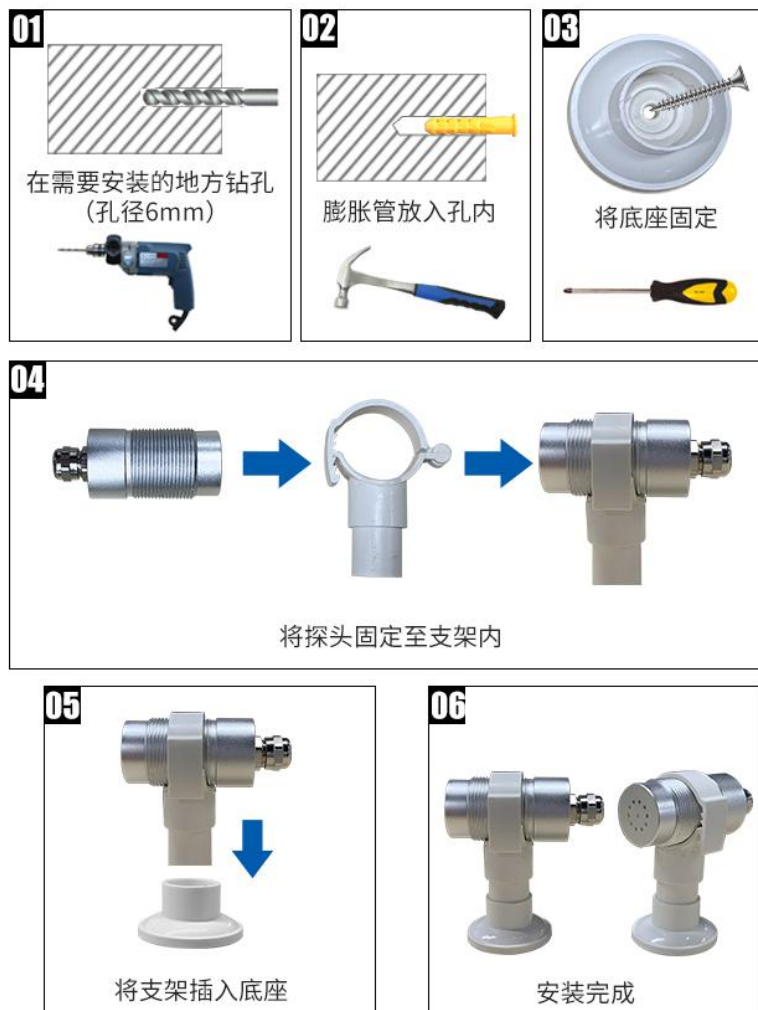 01
在需要安装的地方钻孔
（孔径6mm）
02
膨胀管放入孔内
03
将底座固定
04
将探头固定至支架内
05
将支架插入底座
06
安装完成